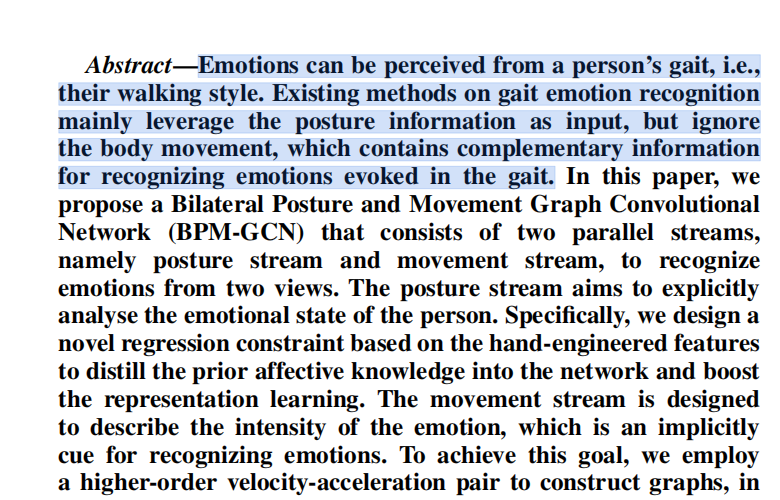 Abstract—Emotions can be perceived from a person’s gait, i.e.,
their walking style. Existing methods on gait emotion recognition
mainly leverage the posture information as input, but ignore
the body movement, which contains complementary information
for recognizing emotions evoked in the gait. In this paper, we
propose a Bilateral Posture and Movement Graph Convolutional
Network (BPM-GCN) that consists of two parallel streams,
namely posture stream and movement stream, to recognize
emotions from two views. The posture stream aims to explicitly
analyse the emotional state of the person. Specifically, we design a
novel regression constraint based on the hand-engineered features
to distill the prior affective knowledge into the network and boost
the representation learning. The movement stream is designed
to describe the intensity of the emotion, which is an implicitly
cue for recognizing emotions. To achieve this goal, we employ
a higher-order velocity-acceleration pair to construct graphs, in